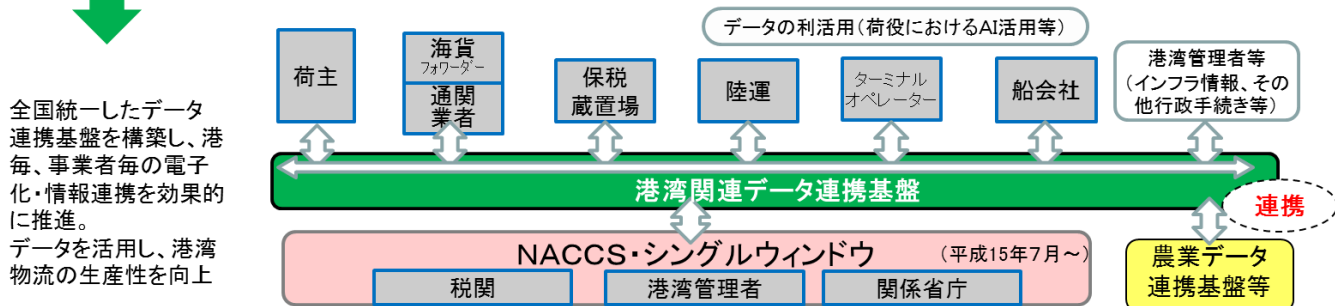 データの利活用(荷役におけるAI活用等)
荷主
海貨
フォワーダー
通関
業者
保税
蔵置場
陸運
ターミナル
オペレーター
船会社
港湾管理者等
(インフラ情報、その
他行政手続き等)
全国統一したデータ
連携基盤を構築し、港
毎、事業者毎の電子
化・情報連携を効果的
に推進。
データを活用し、港湾
物流の生産性を向上
港湾関連データ連携基盤
連携
NACCS・シングルウィンドウ (平成15年7月~)
税関
港湾管理者
関係省庁
農業データ
連携基盤等